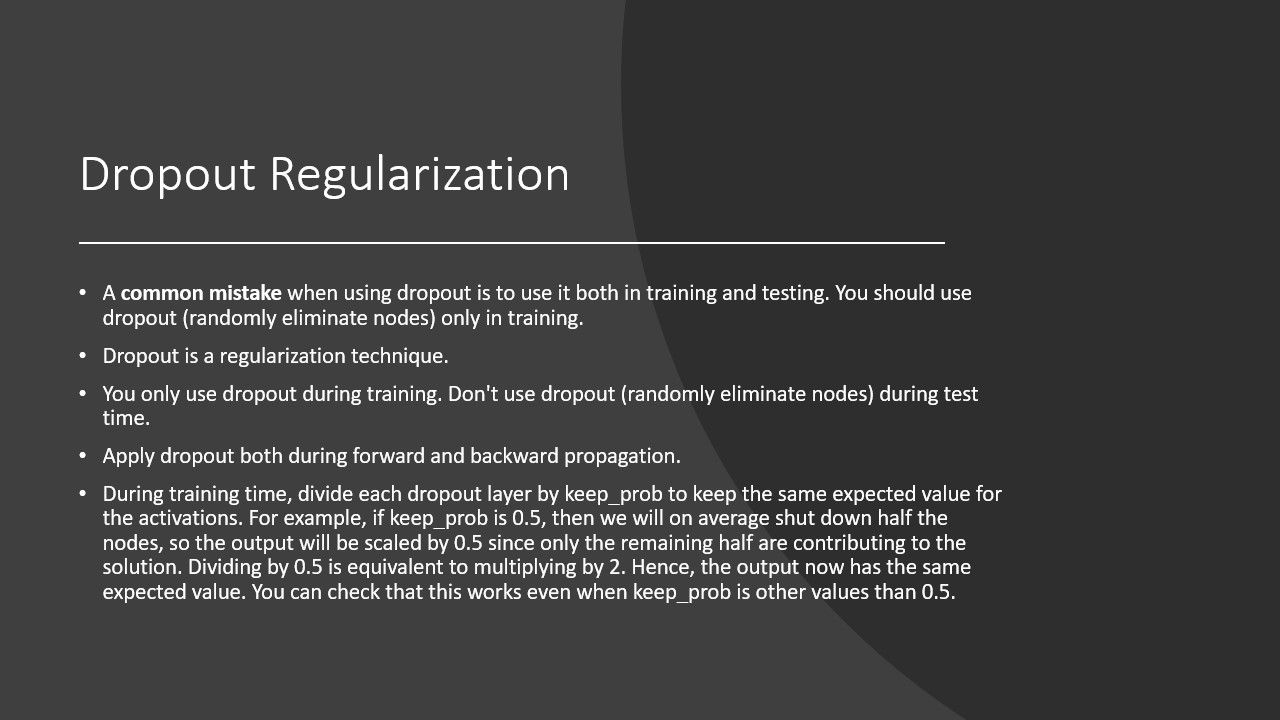 Dropout Regularization
• A common mistake when using dropout is to use it both in training and testing. You should use
dropout (randomly eliminate nodes) only in training.
• Dropout is a regularization technique.
• You only use dropout during training. Don't use dropout (randomly eliminate nodes) during test
time.
• Apply dropout both during forward and backward propagation.
• During training time, divide each dropout layer by keep_prob to keep the same expected value for
the activations. For example, if keep_prob is 0.5, then we will on average shut down half the
nodes, so the output will be scaled by 0.5 since only the remaining half are contributing to the
solution. Dividing by 0.5 is equivalent to multiplying by 2. Hence, the output now has the same
expected value. You can check that this works even when keep_prob is other values than 0.5.